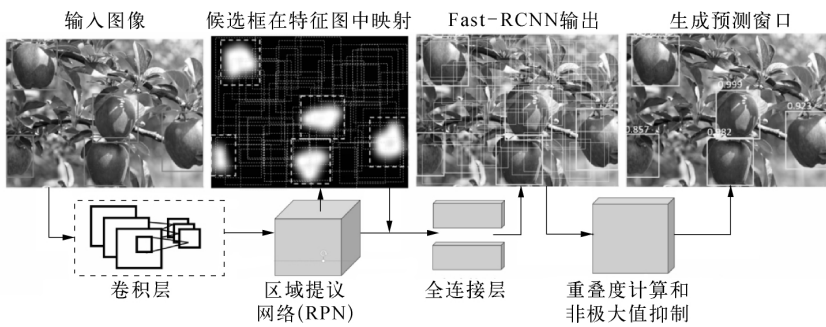 输入图像
候选框在特征图中映射
Fast-RCNN输出
生成预测窗口
0.999
0.923
0.857
0.982
卷积层
区域提议
网络(RPN)
全连接层
重叠度计算和
非极大值抑制